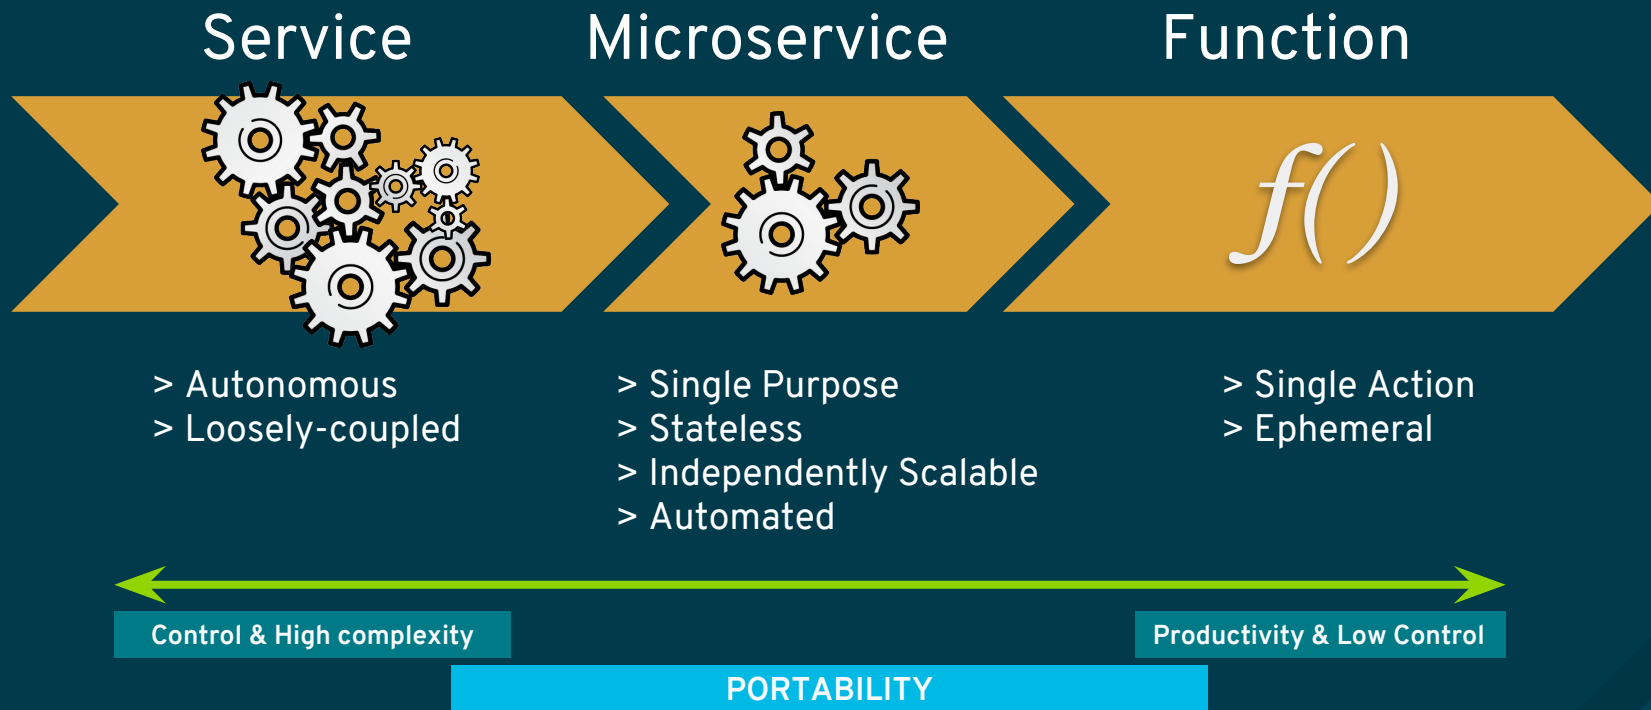 Service
Microservice
Function
f()
> Autonomous
> Loosely-coupled
> Single Purpose
> Stateless
> Independently Scalable
> Automated
> Single Action
> Ephemeral
Control & High complexity
Productivity & Low Control
PORTABILITY